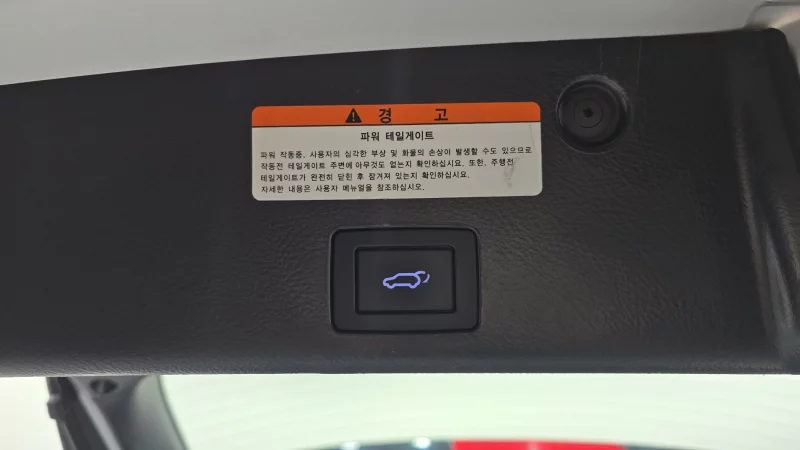 경 고
파워 테일게이트
파워 작동중, 사용자의 심각한 부상 및 화물의 손상이 발생할 수도 있으므로
작동전 테일게이트 주변에 아무것도 없는지 확인하십시요. 또한, 주행전
테일게이트가 완전히 닫힌 후 잠겨져 있는지 확인하십시요.
자세한 내용은 사용자 메뉴얼을 참조하십시오.